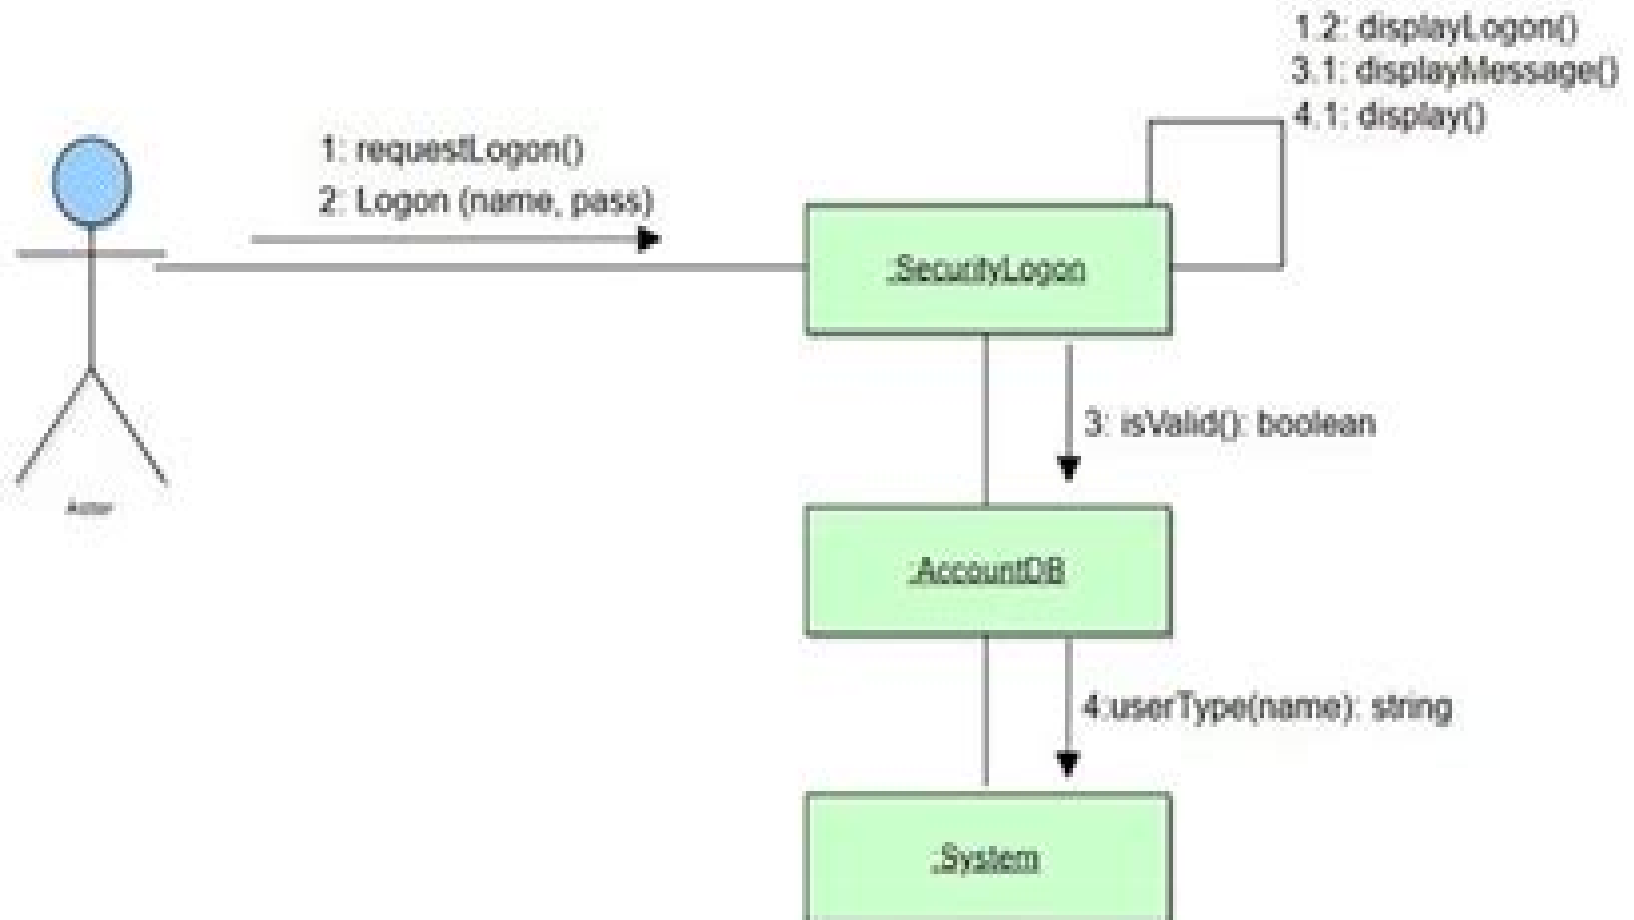 1.2: displayLogon()
3.1: displayMessage()
4.1: display()
1: requestLogon()
2: Logon (name, pass)
:SecurityLogon
3: isValid(): boolean
Actor
:AccountDB
4:userType(name): string
:System